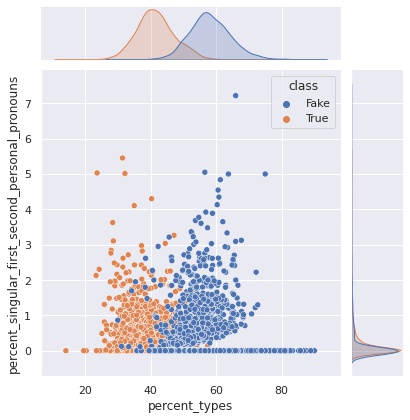 percent_singular_first_second_personal_pronouns
7
6
5
4
3
2
1
0
class
Fake
True
20 40 60 80
percent_types